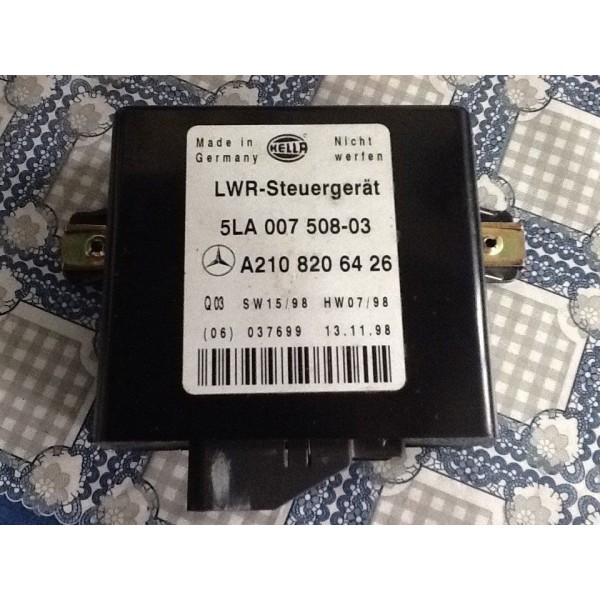 Made in Germany HELLA Nicht werfen
LWR-Steuergerät
5LA 007 508-03
A210 820 64 26
Q03 SW15/98 HW07/98
(06) 037699 13.11.98